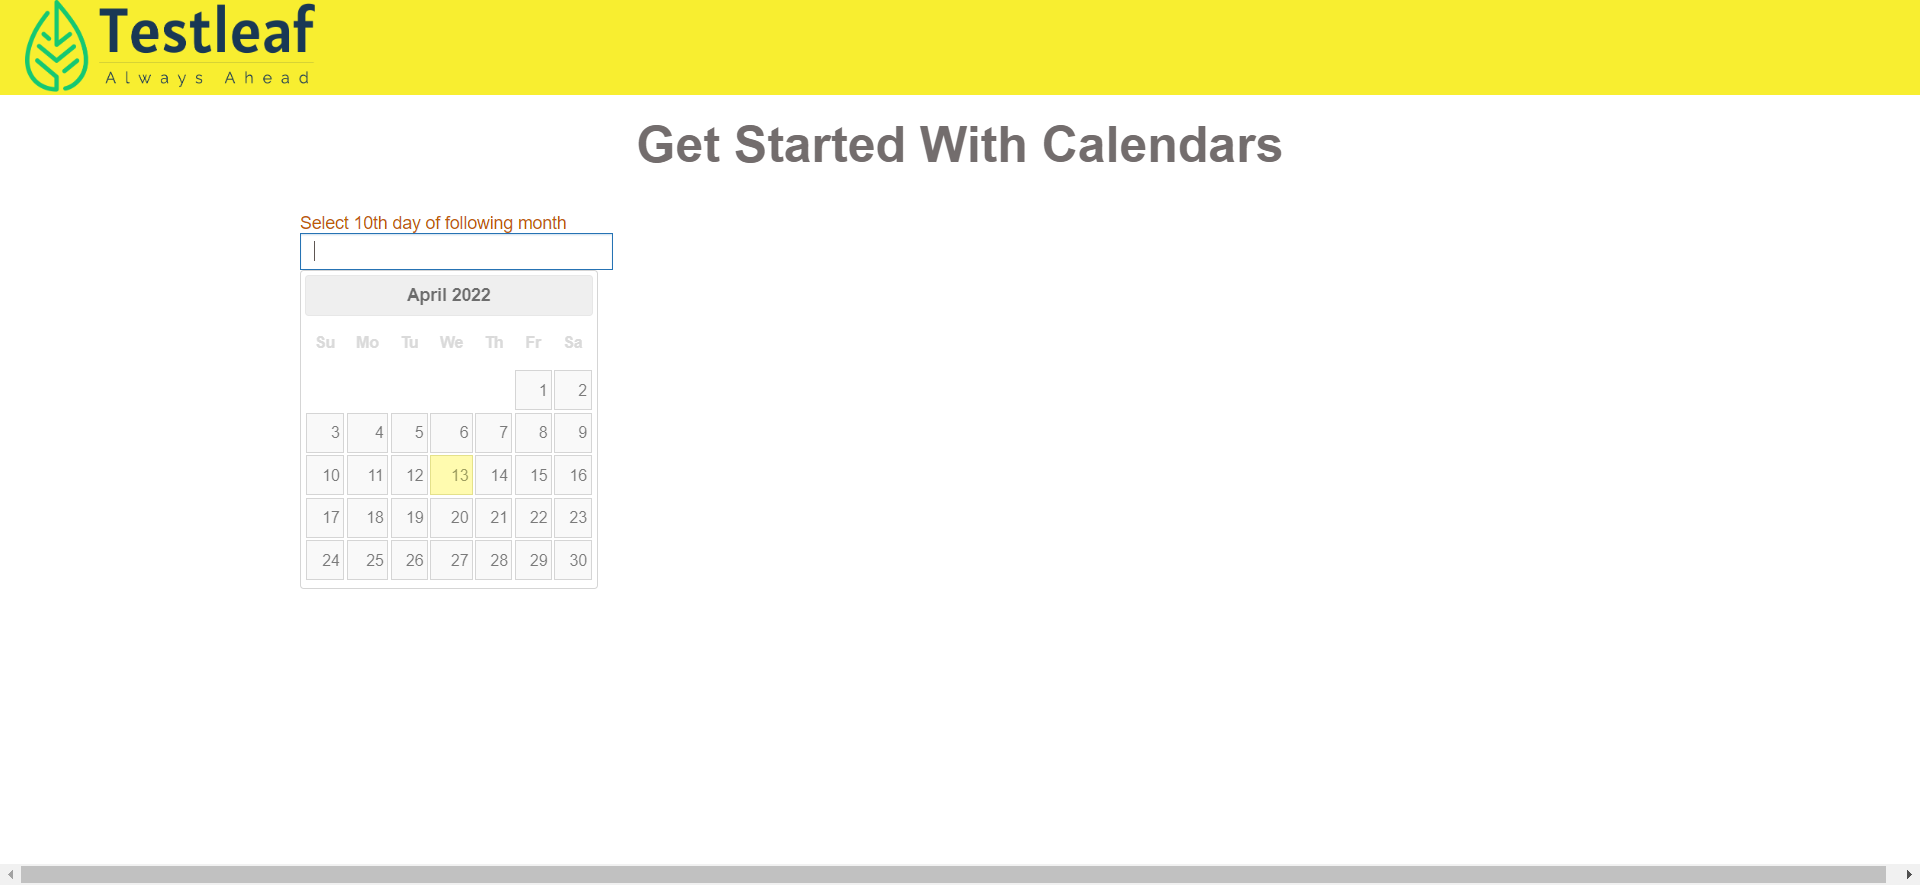 Testleaf
Always Ahead
Get Started With Calendars
Select 10th day of following month
April 2022
Su Mo Tu We Th Fr Sa
1 2
3 4 5 6 7 8 9
10 11 12 13 14 15 16
17 18 19 20 21 22 23
24 25 26 27 28 29 30